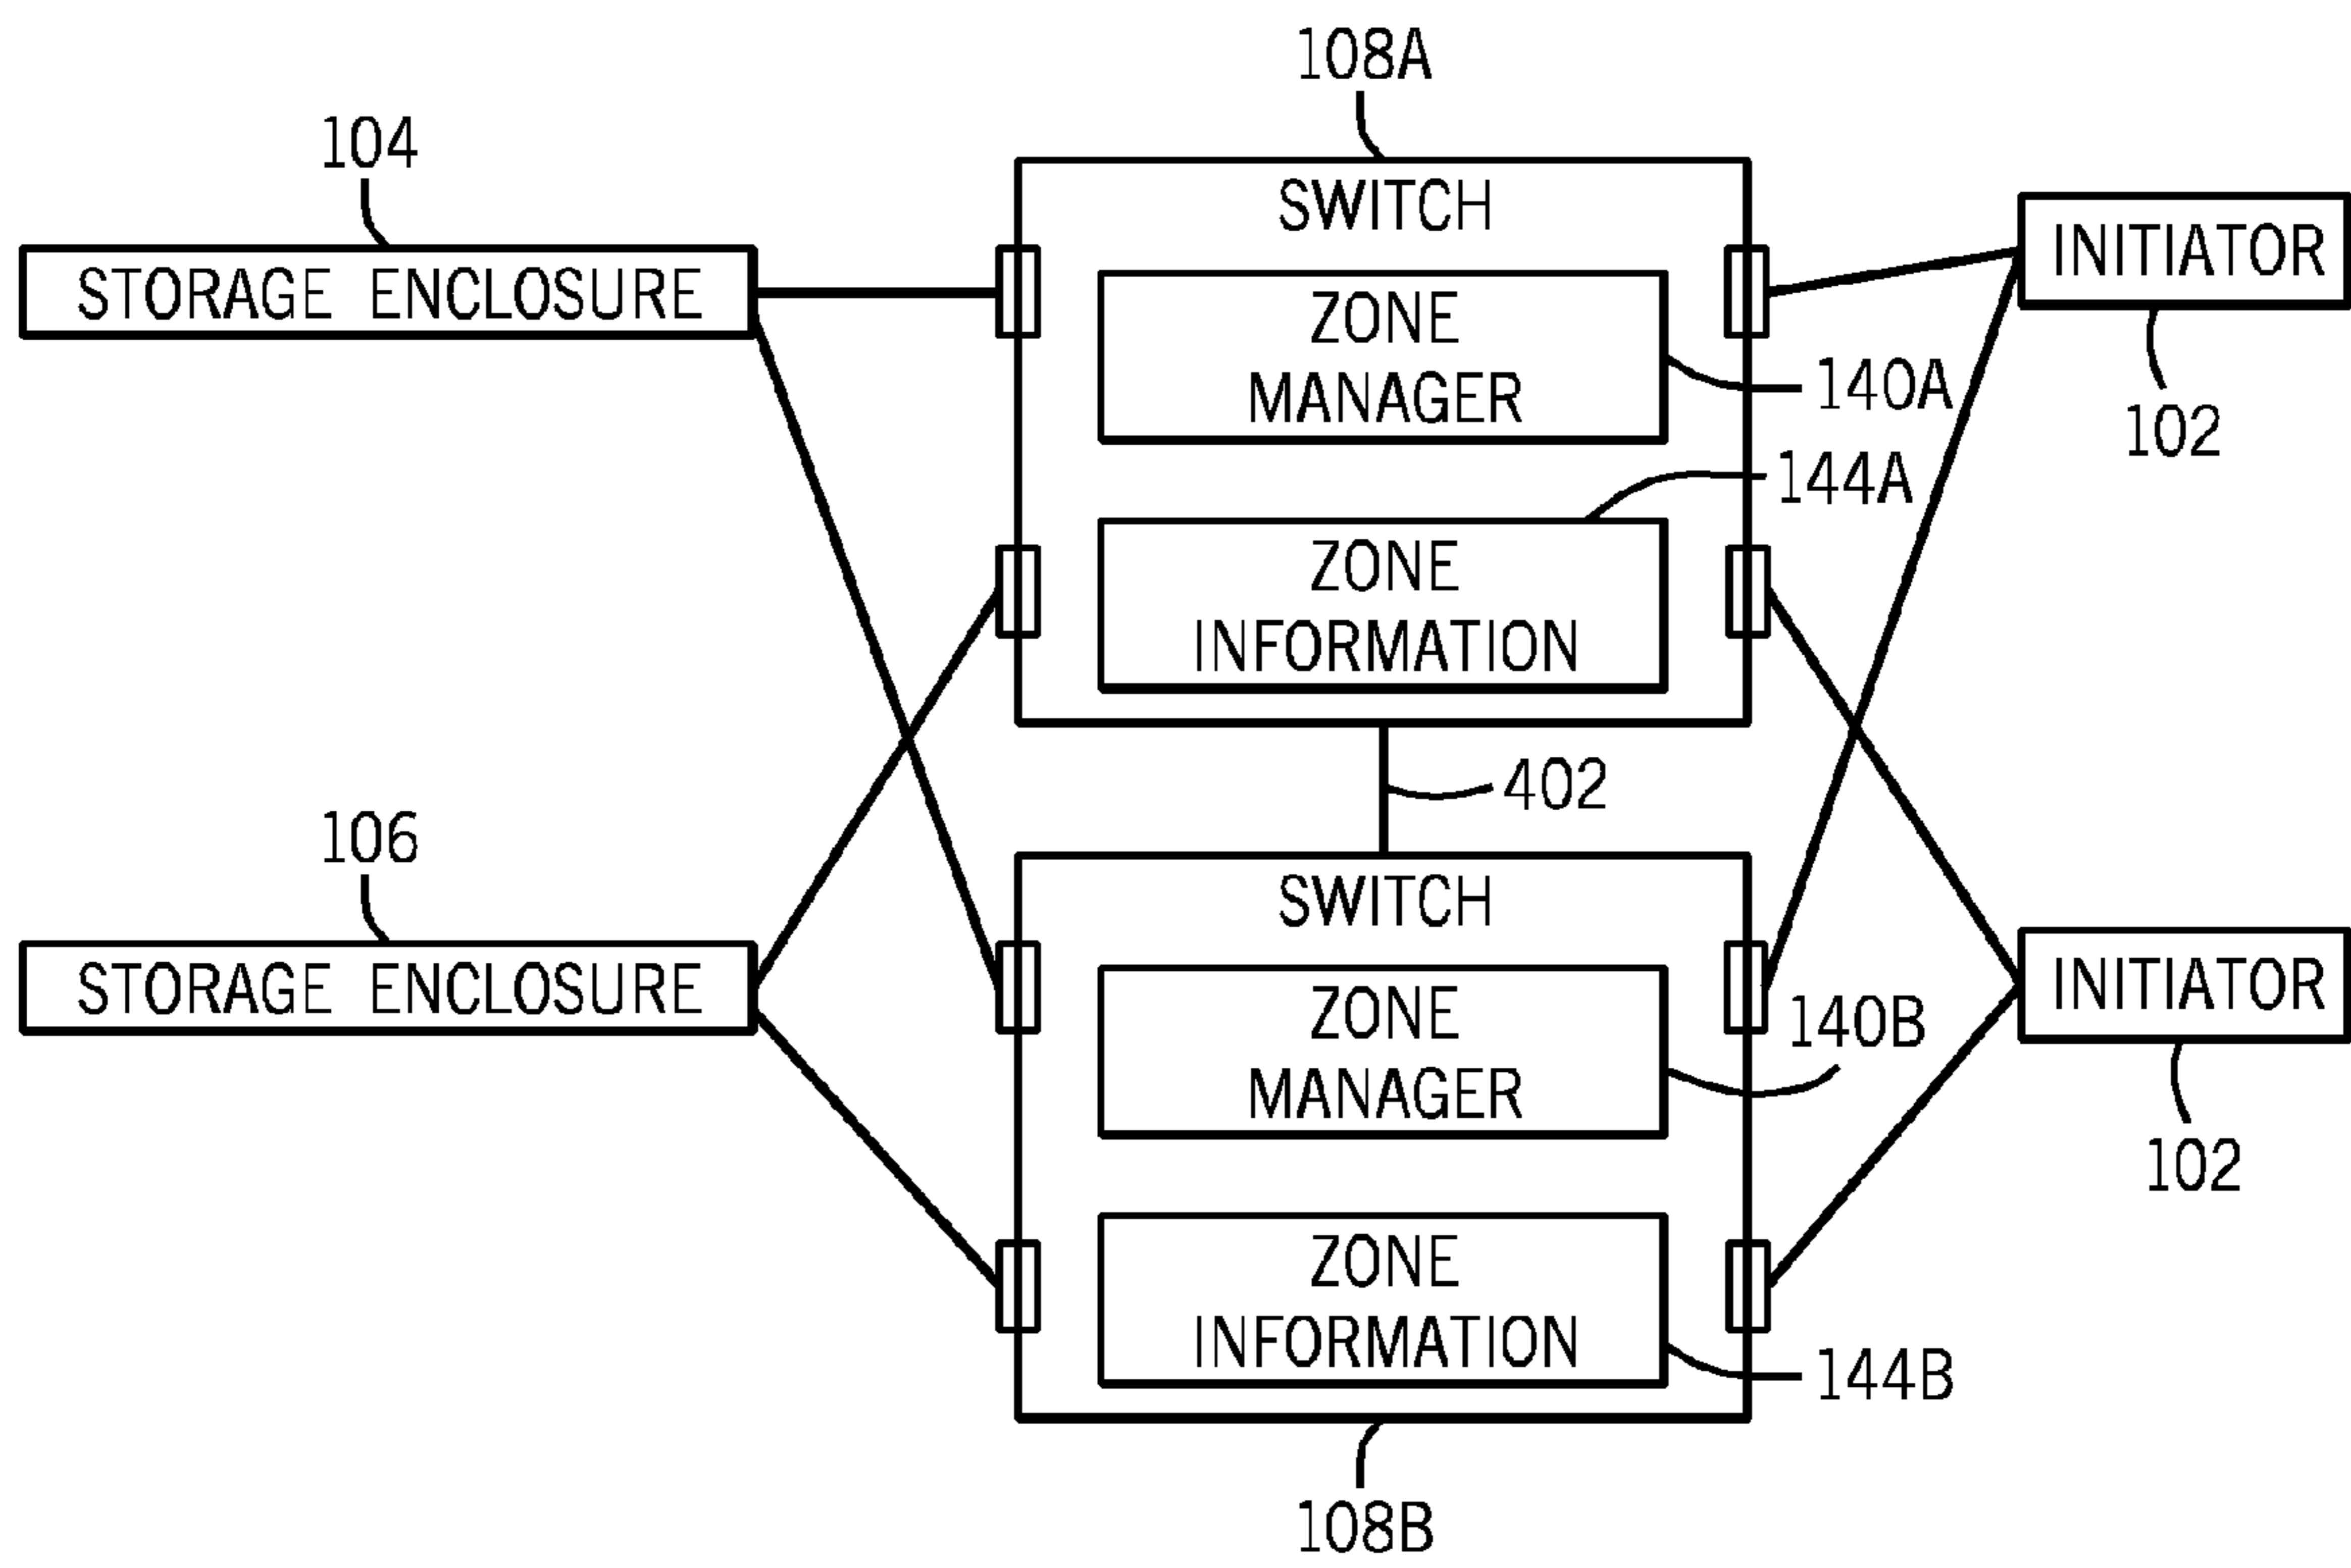 108A
104
SWITCH
STORAGE ENCLOSURE
INITIATOR
ZONE
MANAGER
140A
102
144A
ZONE
INFORMATION
402
106
SWITCH
STORAGE ENCLOSURE
INITIATOR
ZONE
MANAGER
140B
102
ZONE
INFORMATION
144B
108B